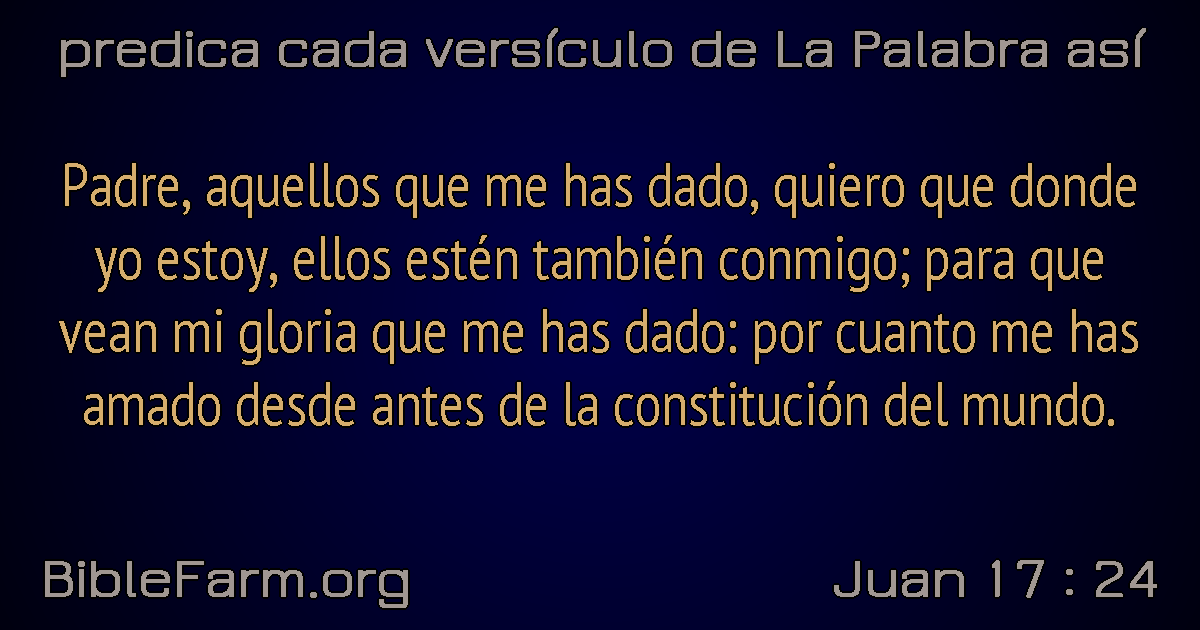 predica cada versículo de La Palabra así
Padre, aquellos que me has dado, quiero que donde
yo estoy, ellos estén también conmigo; para que
vean mi gloria que me has dado: por cuanto me has
amado desde antes de la constitución del mundo.
BibleFarm.org
Juan 17 : 24